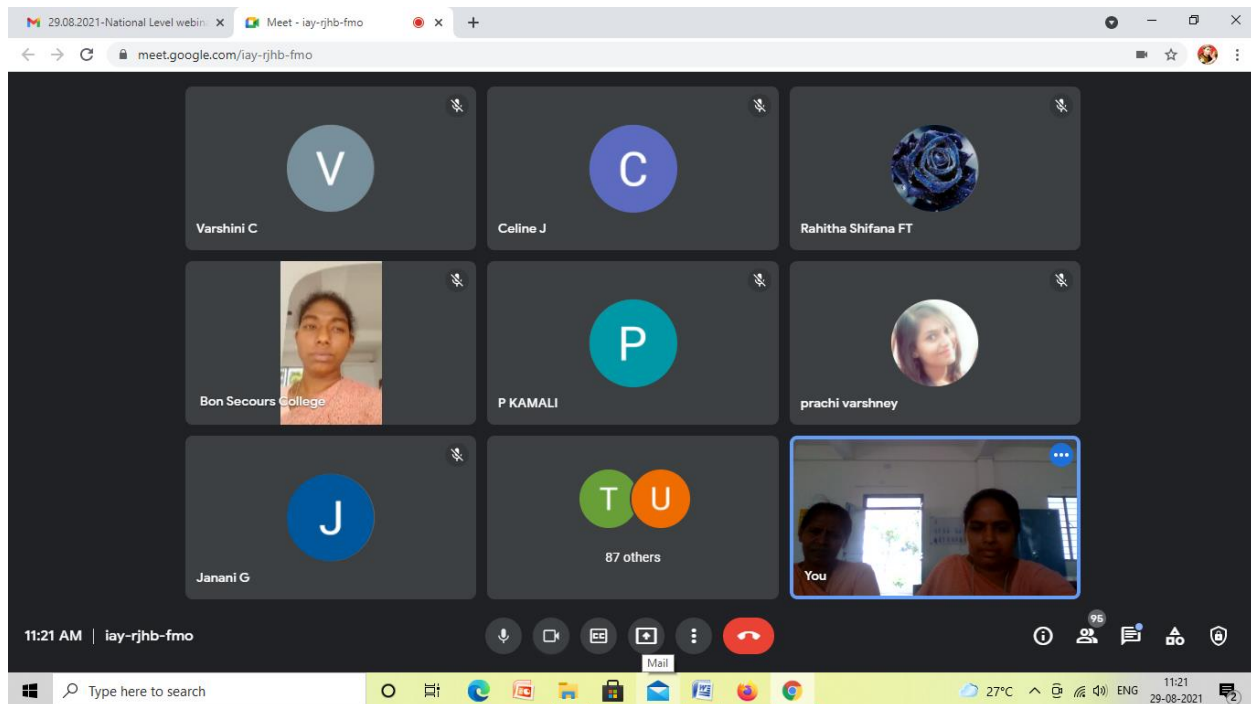 29.08.2021-National Level webin
Meet - iay-rjhb-fmo
meet.google.com/iay-rjhb-fmo
V
Varshini C
C
Celine J
Rahitha Shifana FT
Bon Secours College
P
P KAMALI
prachi varshney
J
Janani G
T U
87 others
You
11:21 AM | iay-rjhb-fmo
CC
95
Mail
Type here to search
27°C
ENG
11:21
29-08-2021
2